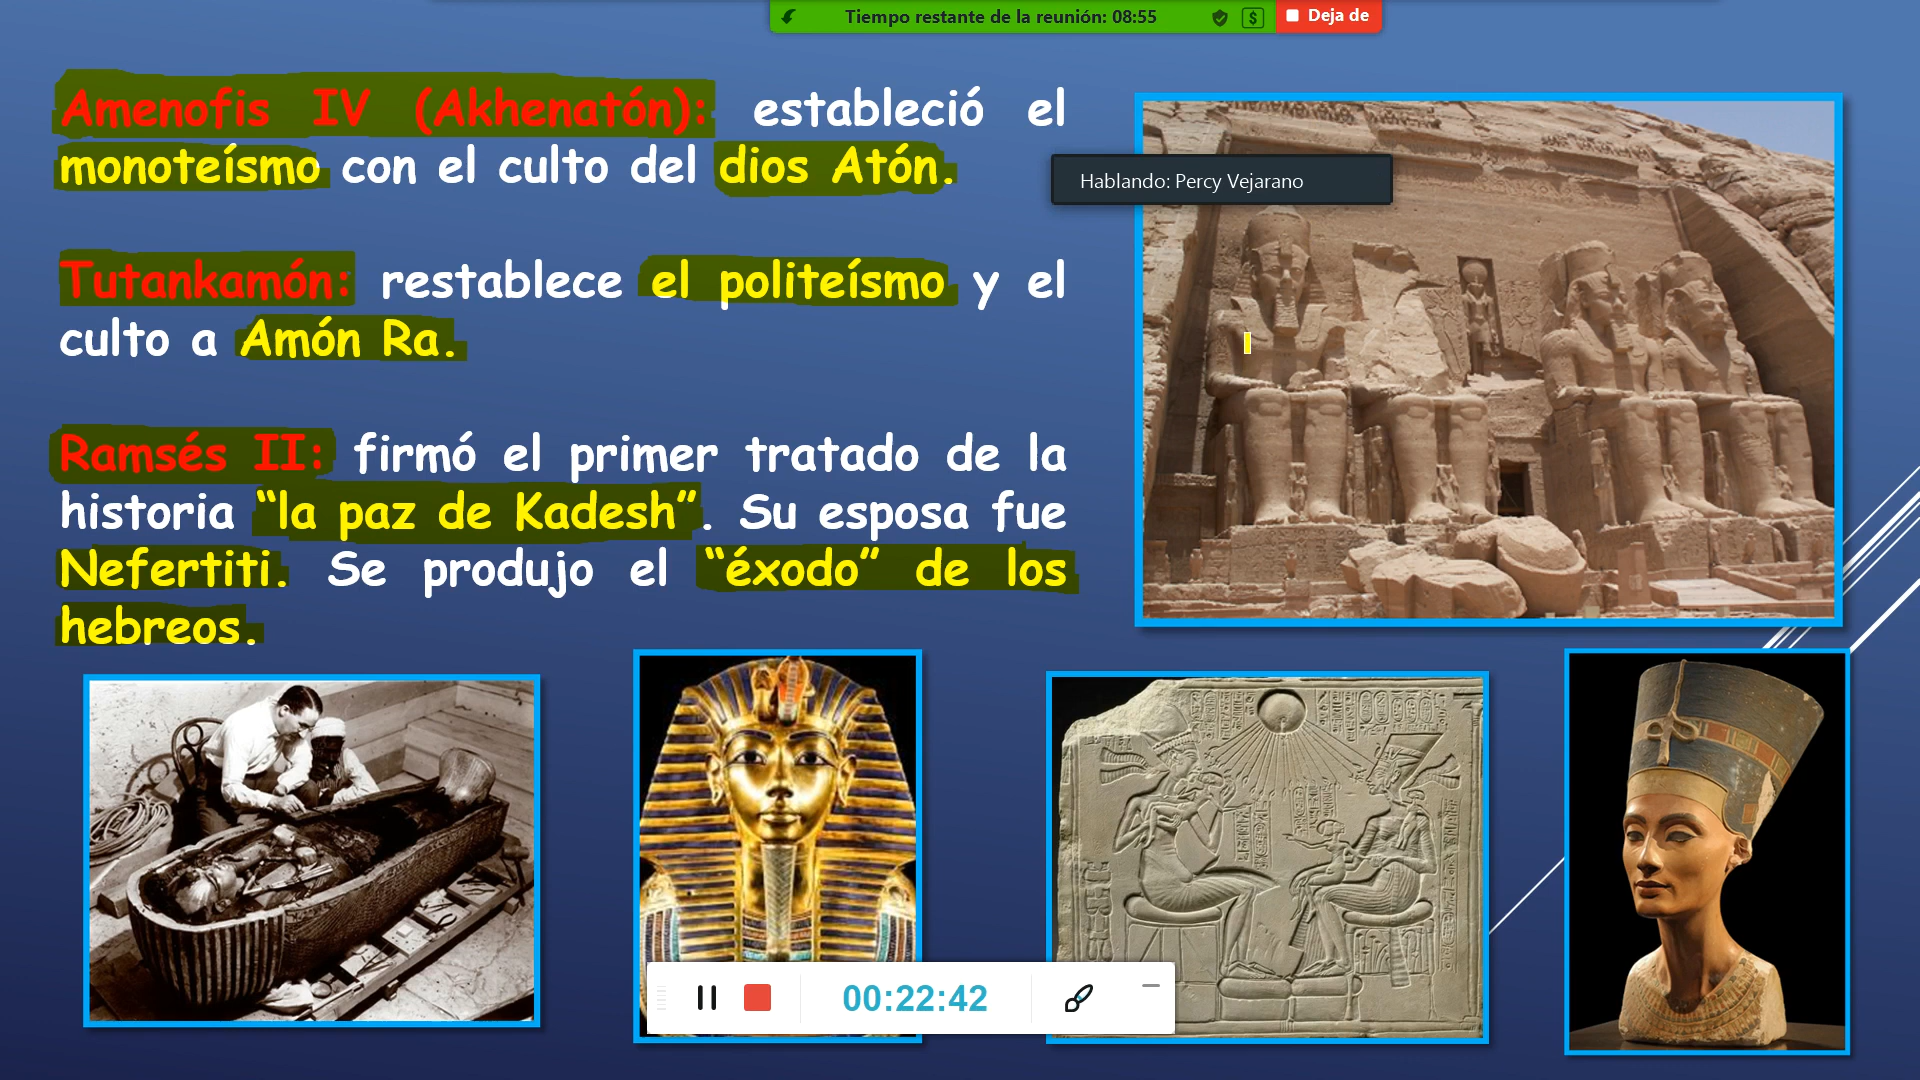 Tiempo restante de la reunión: 08:55
Deja de
Amenofis IV (Akhenatón): estableció el
monoteísmo con el culto del dios Atón.
Hablando: Percy Vejarano
Tutankamón: restablece el politeísmo y el
culto a Amón Ra.
Ramsés II: firmó el primer tratado de la
historia “la paz de Kadesh”. Su esposa fue
Nefertiti. Se produjo el “éxodo” de los
hebreos.
00:22:42